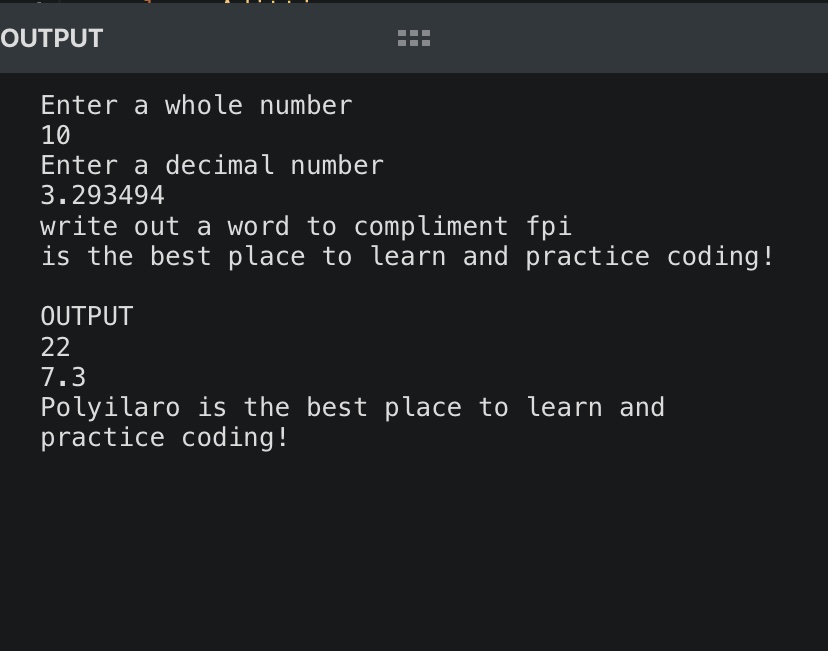 OUTPUT
Enter a whole number
10
Enter a decimal number
3.293494
write out a word to compliment fpi
is the best place to learn and practice coding!
OUTPUT
22
7.3
Polyilaro is the best place to learn and
practice coding!